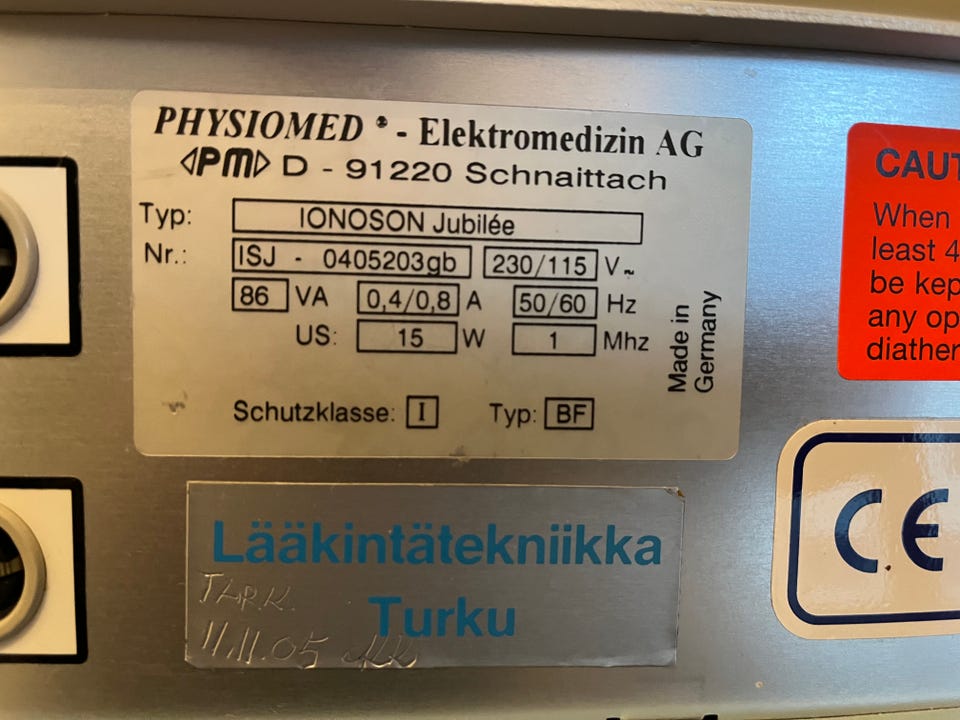 PHYSIOMED ® - Elektromedizin AG
PM D - 91220 Schnaittach
Typ: IONOSON Jubilée
Nr.: ISJ - 0405203gb 230/115 V~
86 VA 0,4/0,8 A 50/60 Hz
US: 15 W 1 Mhz
Made in
Germany
Schutzklasse: I Typ: BF
Lääkintätekniikka
Turku
TARK.
11.11.05 KK
CAUT
When
least 4
be kep
any op
diather
CE